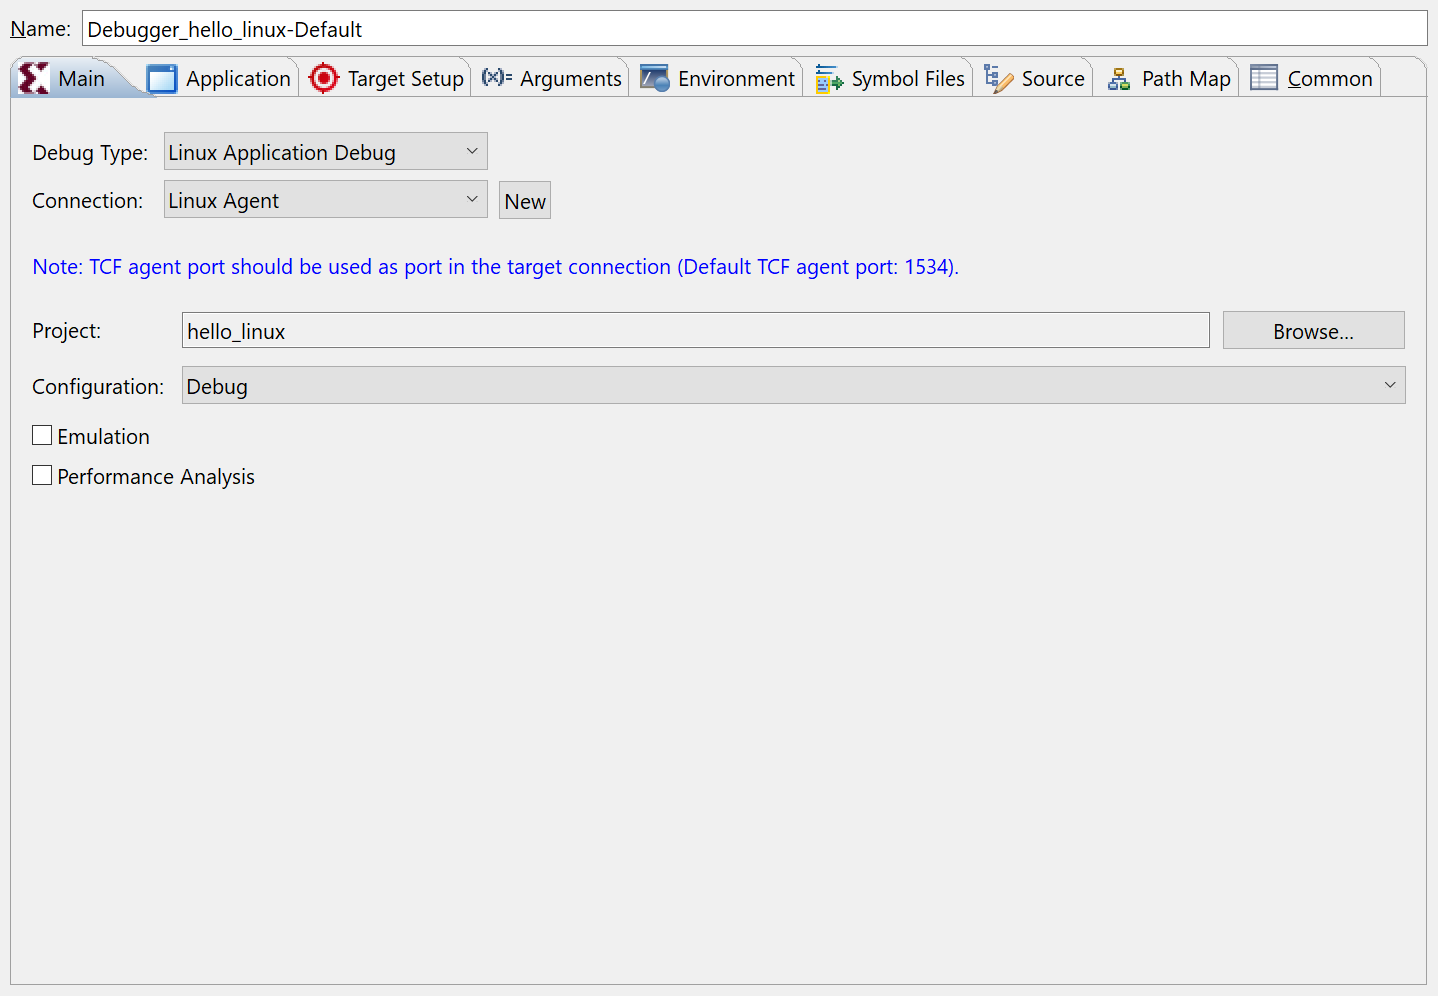 Name: Debugger_hello_linux-Default
Main Application Target Setup (x)= Arguments Environment Symbol Files Source Path Map Common
Debug Type: Linux Application Debug
Connection: Linux Agent New
Note: TCF agent port should be used as port in the target connection (Default TCF agent port: 1534).
Project: hello_linux Browse...
Configuration: Debug
Emulation
Performance Analysis